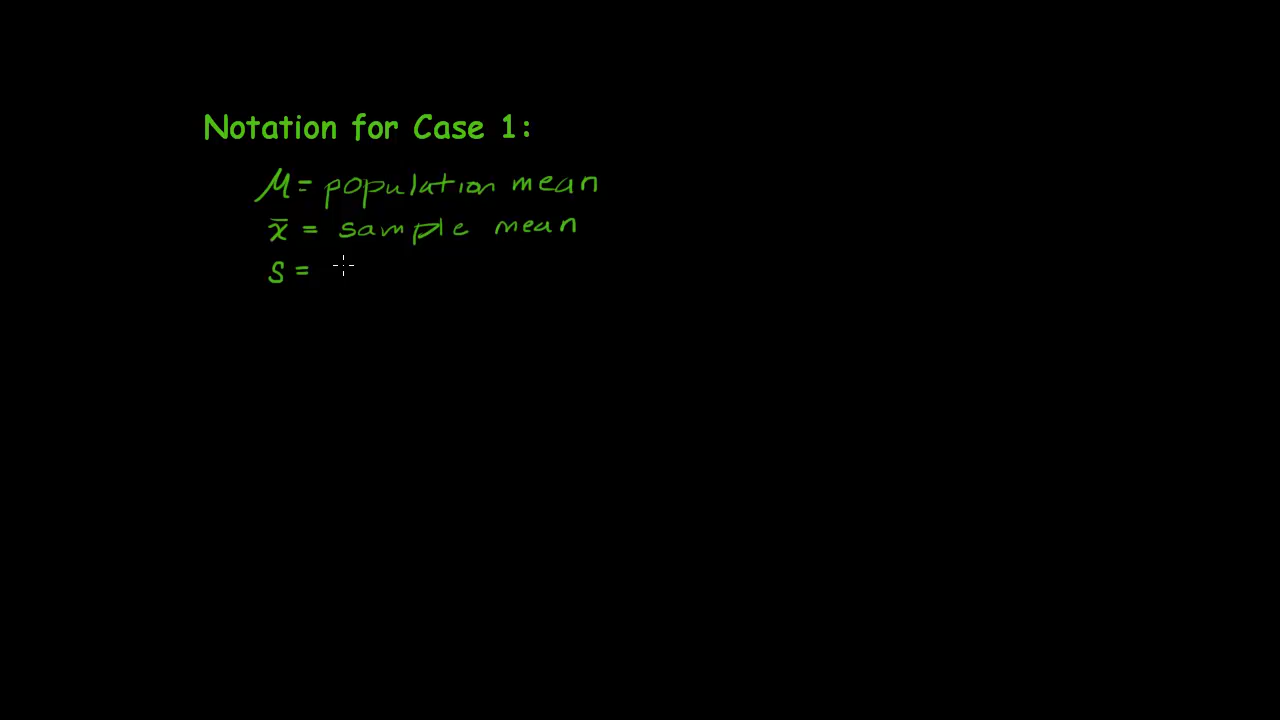 Notation for Case 1:
μ = population mean
x̄ = sample mean
s =